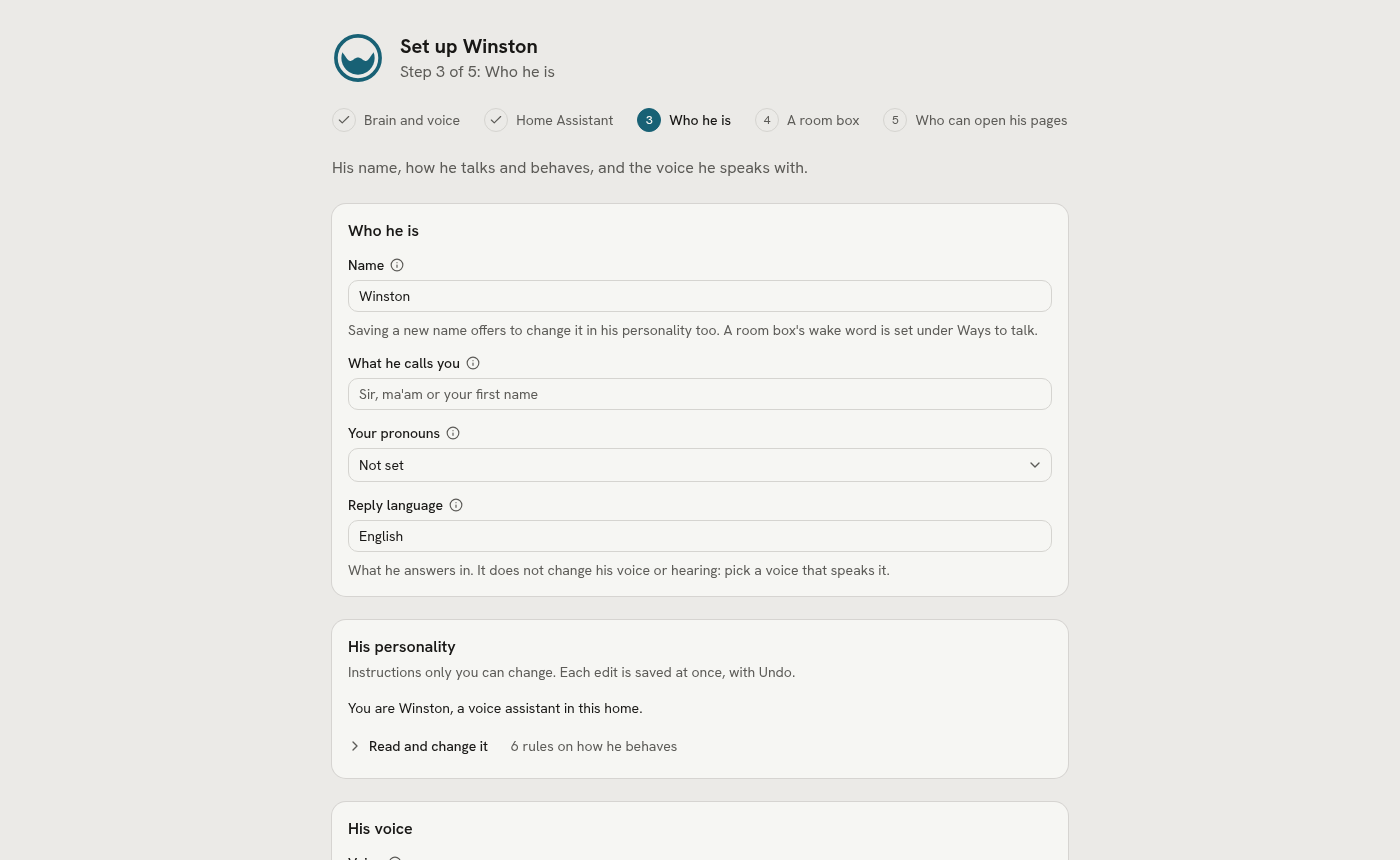 Set up Winston
Step 3 of 5: Who he is
Brain and voice
Home Assistant
3 Who he is
4 A room box
5 Who can open his pages
His name, how he talks and behaves, and the voice he speaks with.
Who he is
Name
Winston
Saving a new name offers to change it in his personality too. A room box's wake word is set under Ways to talk.
What he calls you
Sir, ma'am or your first name
Your pronouns
Not set
Reply language
English
What he answers in. It does not change his voice or hearing: pick a voice that speaks it.
His personality
Instructions only you can change. Each edit is saved at once, with Undo.
You are Winston, a voice assistant in this home.
Read and change it
6 rules on how he behaves
His voice